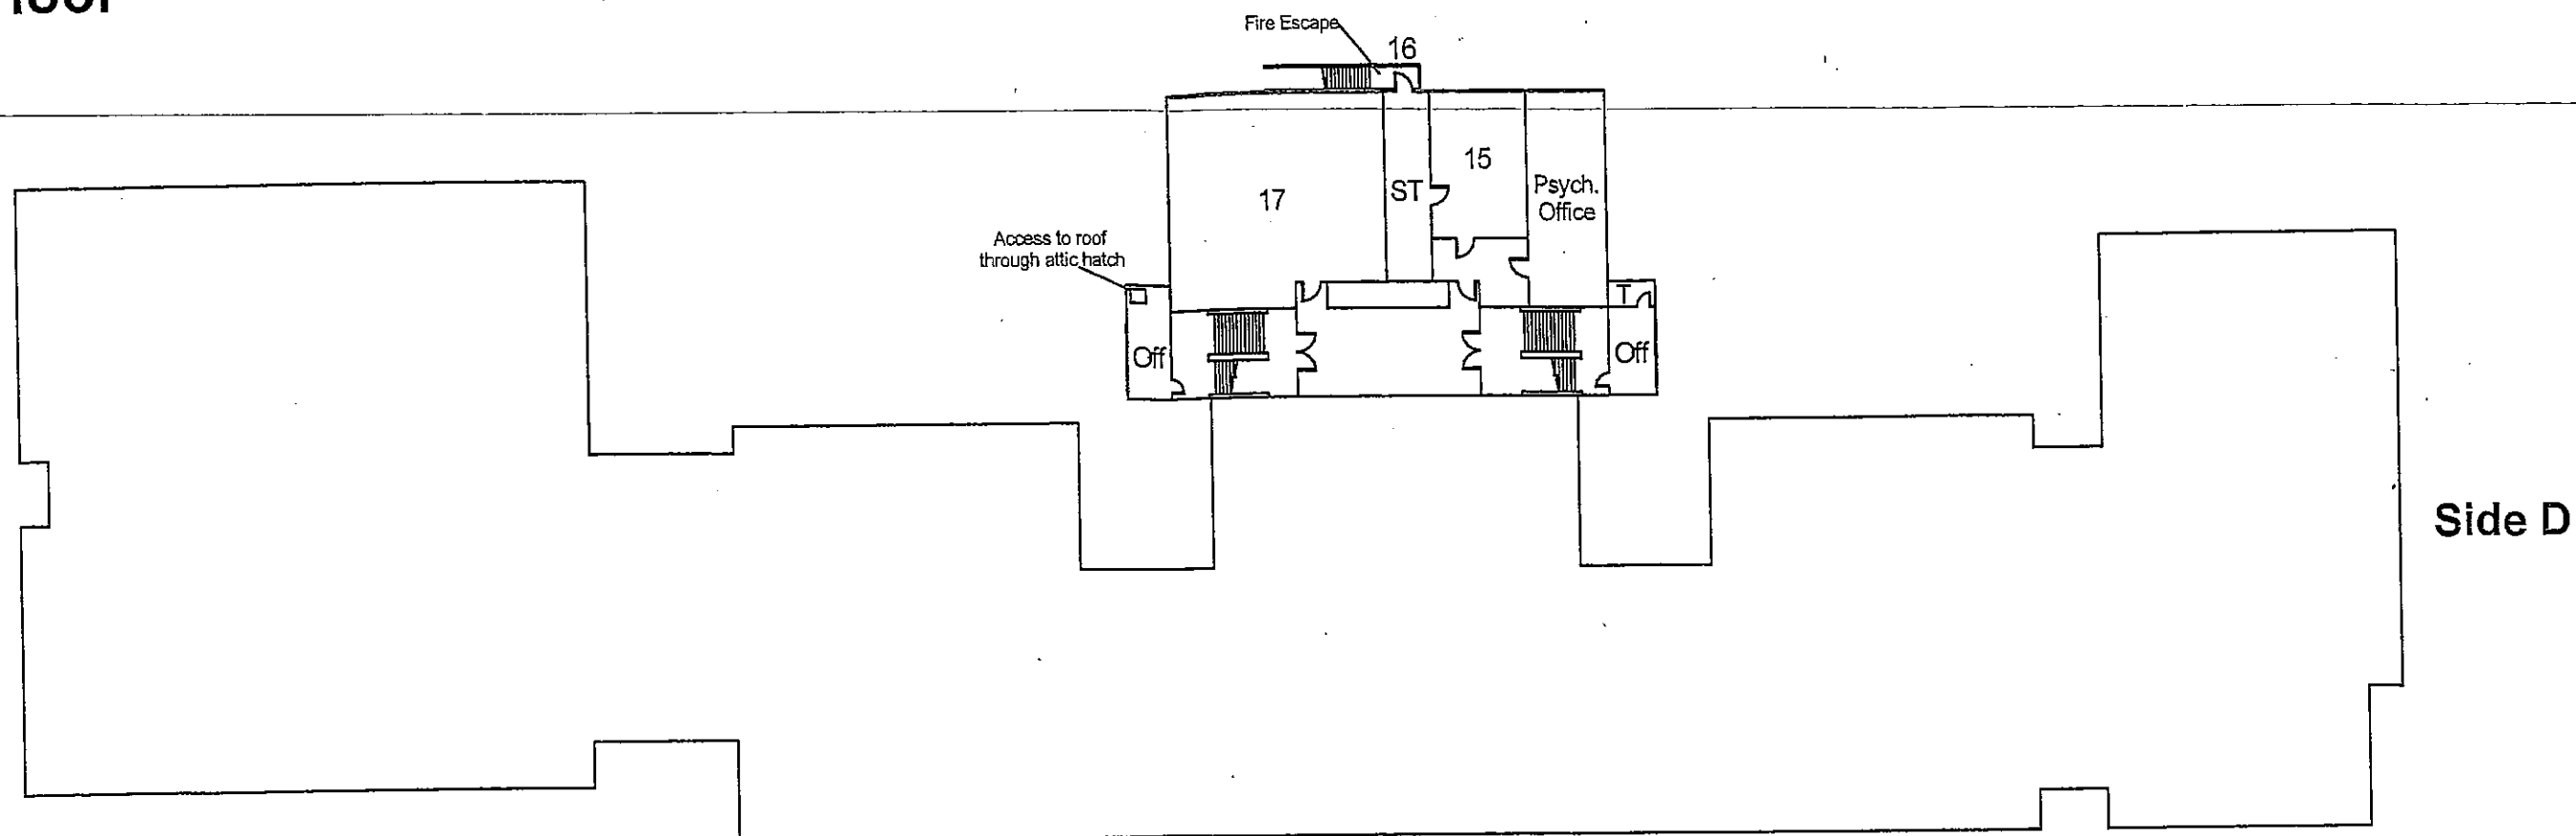 Fire Escape
16
15
17
ST
Psych.
Office
Access to roof
through attic hatch
T
Off
Off
Side D